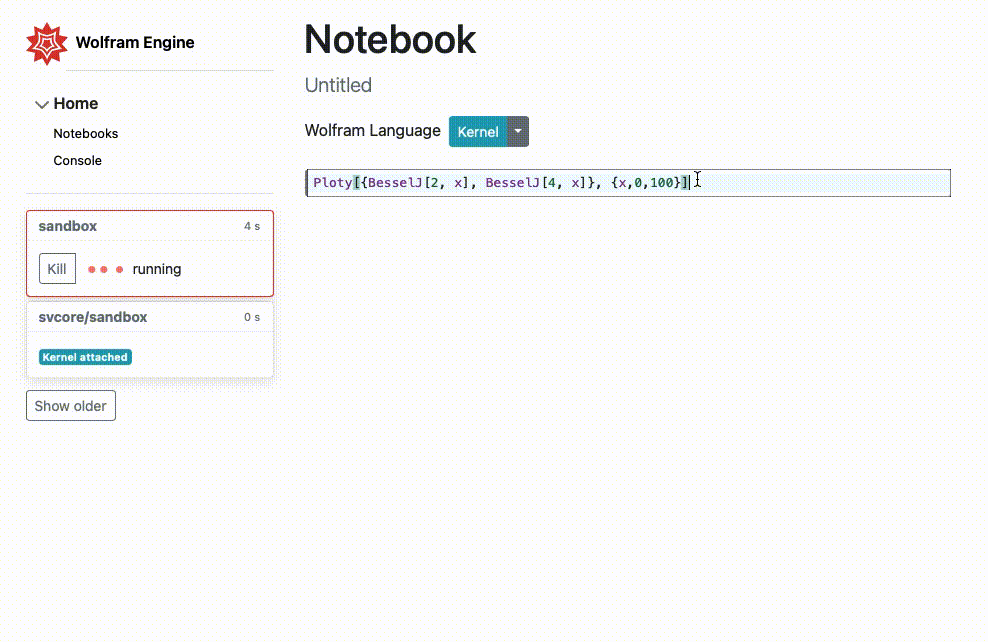 Wolfram Engine
Home
Notebooks
Console
sandbox 4 s
Kill running
svcore/sandbox 0 s
Kernel attached
Show older
Notebook
Untitled
Wolfram Language Kernel
Ploty[{BesselJ[2, x], BesselJ[4, x]}, {x,0,100}]